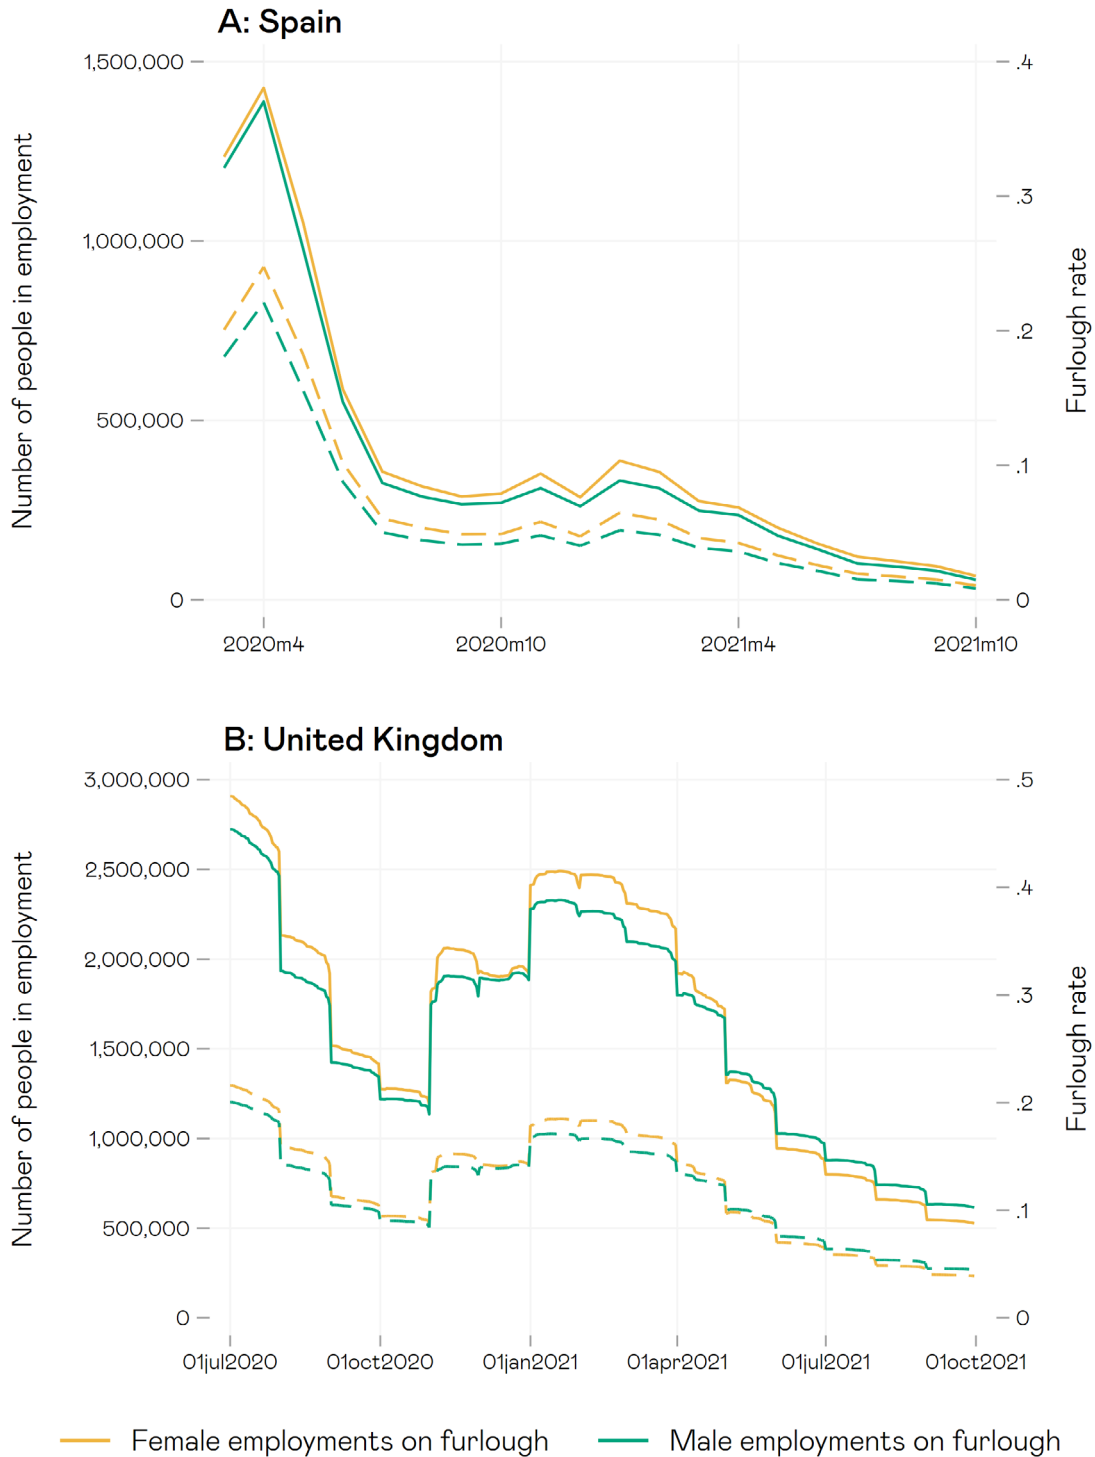 A: Spain
1,500,000
1,000,000
500,000
0
Number of people in employment
.4
.3
.2
.1
0
Furlough rate
2020m4 2020m10 2021m4 2021m10
B: United Kingdom
3,000,000
2,500,000
2,000,000
1,500,000
1,000,000
500,000
0
Number of people in employment
.5
.4
.3
.2
.1
0
Furlough rate
01jul2020 01oct2020 01jan2021 01apr2021 01jul2021 01oct2021
Female employments on furlough Male employments on furlough